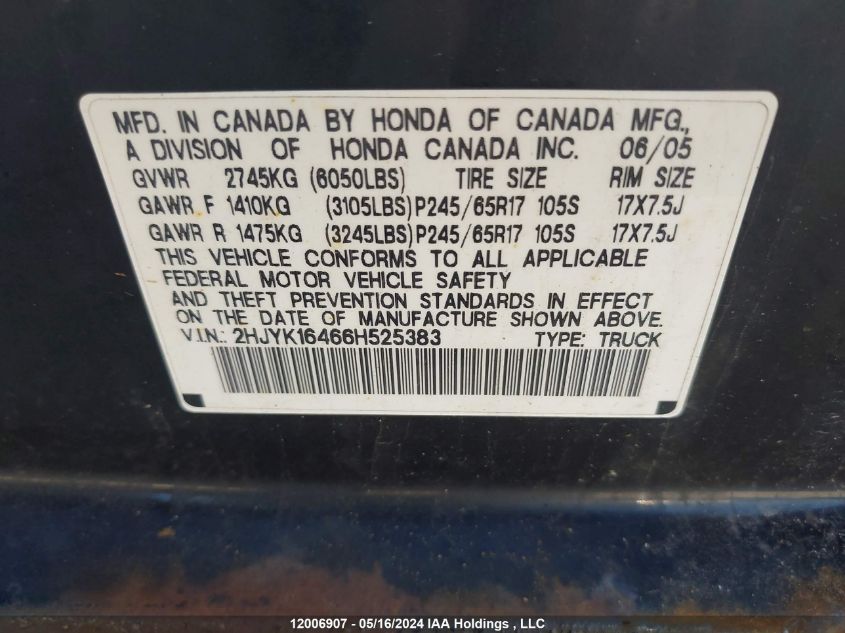 MFD. IN CANADA BY HONDA OF CANADA MFG.,
A DIVISION OF HONDA CANADA INC. 06/05
GVWR 2745KG (6050LBS) TIRE SIZE RIM SIZE
GAWR F 1410KG (3105LBS) P245/65R17 105S 17X7.5J
GAWR R 1475KG (3245LBS) P245/65R17 105S 17X7.5J
THIS VEHICLE CONFORMS TO ALL APPLICABLE
FEDERAL MOTOR VEHICLE SAFETY
AND THEFT PREVENTION STANDARDS IN EFFECT
ON THE DATE OF MANUFACTURE SHOWN ABOVE.
V.I.N.: 2HJYK16466H525383 TYPE: TRUCK
12006907 - 05/16/2024 IAA Holdings , LLC